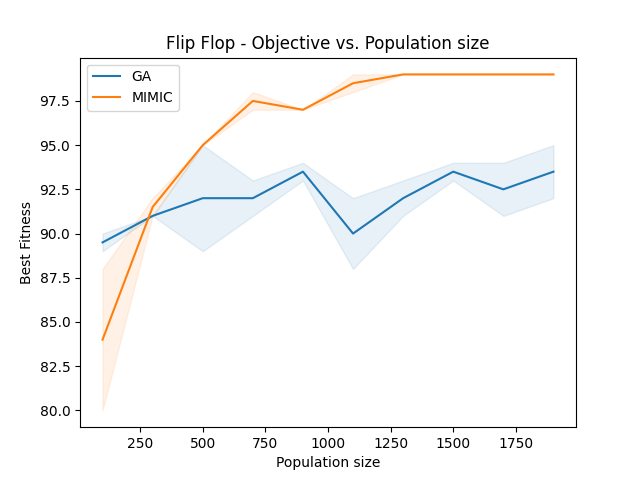 Flip Flop - Objective vs. Population size
GA
MIMIC
97.5
95.0
92.5
90.0
87.5
85.0
82.5
80.0
Best Fitness
250 500 750 1000 1250 1500 1750
Population size